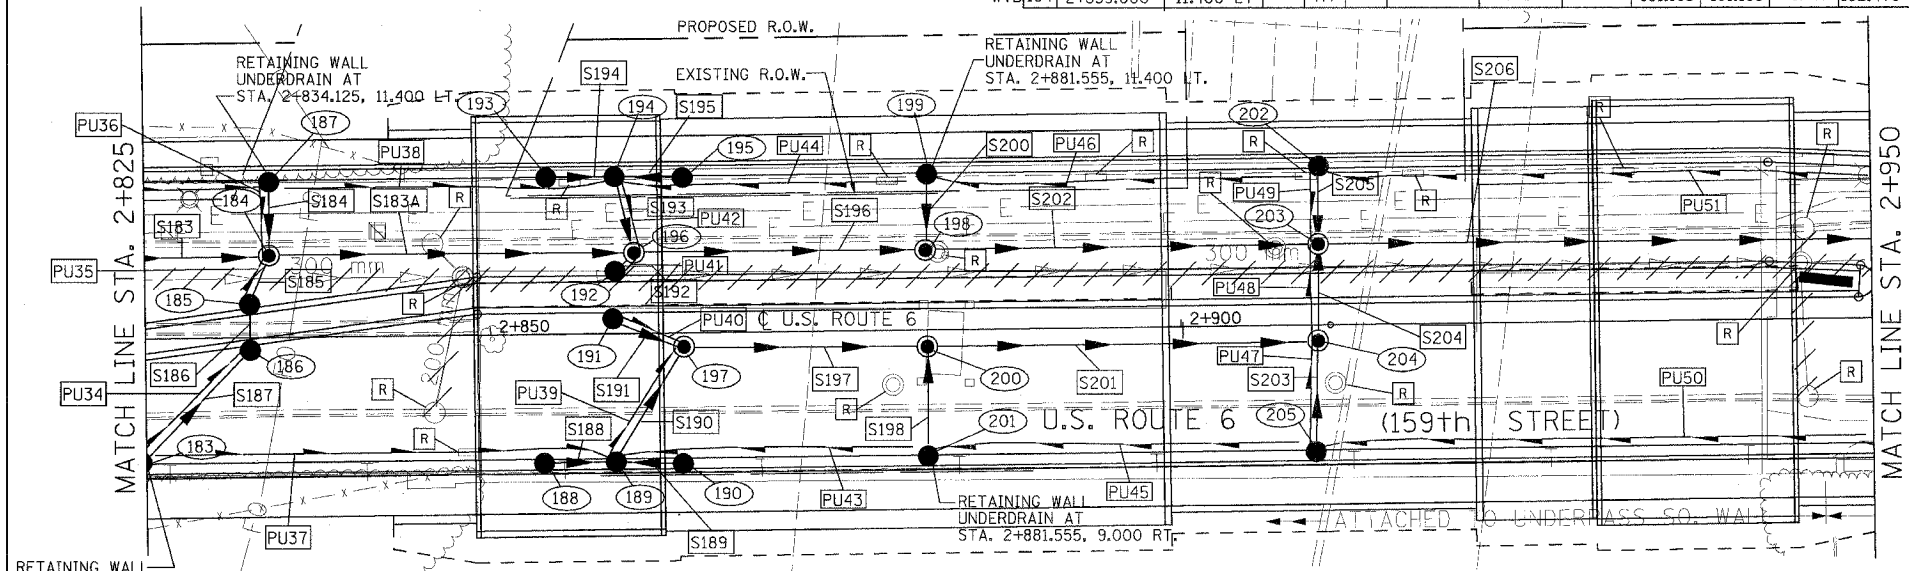 PROPOSED R.O.W.
RETAINING WALL
UNDERDRAIN AT
STA. 2+834.125, 11.400 LT.
EXISTING R.O.W.
RETAINING WALL
UNDERDRAIN AT
STA. 2+881.555, 11.400 LT.
S194
S206
193
194
S195
199
R
202
PU36
187
PU38
195
PU44
R
S200
PU46
R
R
R
MATCH LINE STA. 2+825
MATCH LINE STA. 2+950
184
S184
S183A
R
R
S193
PU42
S196
S202
R
PU49
S205
R
PU51
S183
203
196
198
R
300 mm
300 mm
PU35
S185
PU41
192
S192
PU48
185
R
2+850
PU40
℄ U.S. ROUTE 6
2+900
R
S204
191
S186
186
197
200
PU47
204
PU34
S187
R
PU39
S191
S197
S201
S203
R
PU50
R
R
183
R
S188
S190
S198
201
U.S. ROUTE 6
205
(159th STREET)
188
189
190
PU43
PU45
RETAINING WALL
UNDERDRAIN AT
STA. 2+881.555, 9.000 RT.
ATTACHED TO UNDERPASS SO. WALL
PU37
S189
RETAINING WALL